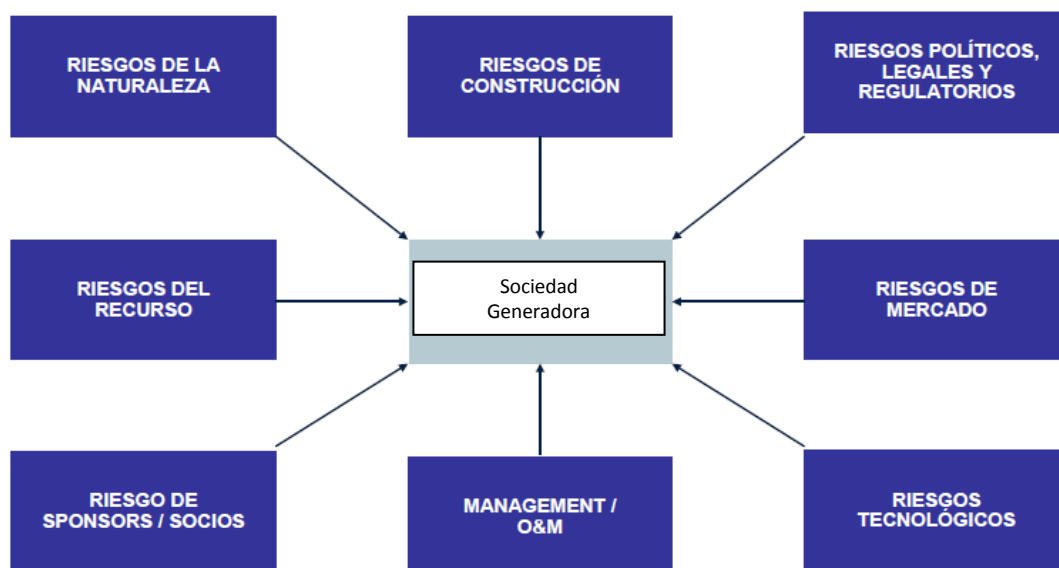 RIESGOS DE LA
NATURALEZA
RIESGOS DE
CONSTRUCCIÓN
RIESGOS POLÍTICOS,
LEGALES Y
REGULATORIOS
RIESGOS DEL
RECURSO
Sociedad
Generadora
RIESGOS DE
MERCADO
RIESGO DE
SPONSORS / SOCIOS
MANAGEMENT /
O&M
RIESGOS
TECNOLÓGICOS